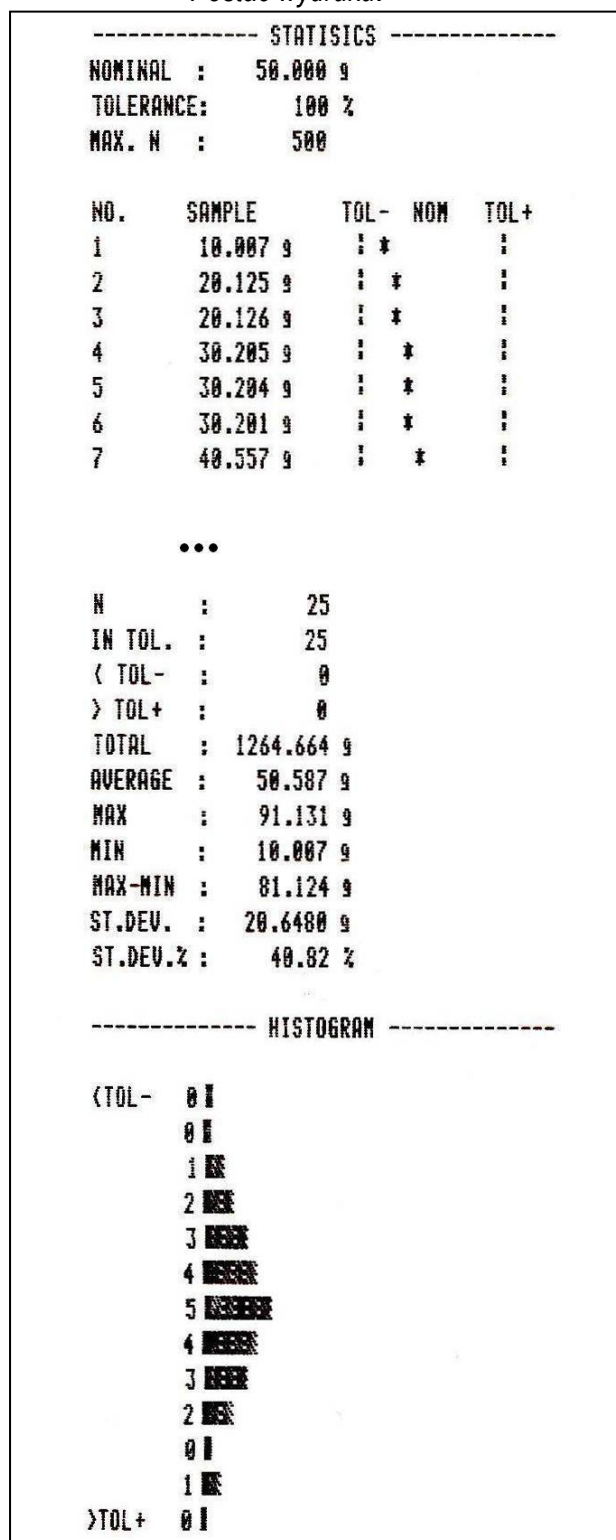 Postać wydruku:
-------------- STATISICS --------------
NOMINAL : 50.000 g
TOLERANCE: 100 %
MAX. N : 500
NO. SAMPLE TOL- NOM TOL+
1 10.007 g ¦ * ¦
2 20.125 g ¦ * ¦
3 20.126 g ¦ * ¦
4 30.205 g ¦ * ¦
5 30.204 g ¦ * ¦
6 30.201 g ¦ * ¦
7 40.557 g ¦ * ¦
•••
N : 25
IN TOL. : 25
< TOL- : 0
> TOL+ : 0
TOTAL : 1264.664 g
AVERAGE : 50.587 g
MAX : 91.131 g
MIN : 10.007 g
MAX-MIN : 81.124 g
ST.DEV. : 20.6480 g
ST.DEV.% : 40.82 %
-------------- HISTOGRAM --------------
<TOL- 0
0
1
2
3
4
5
4
3
2
0
1
>TOL+ 0